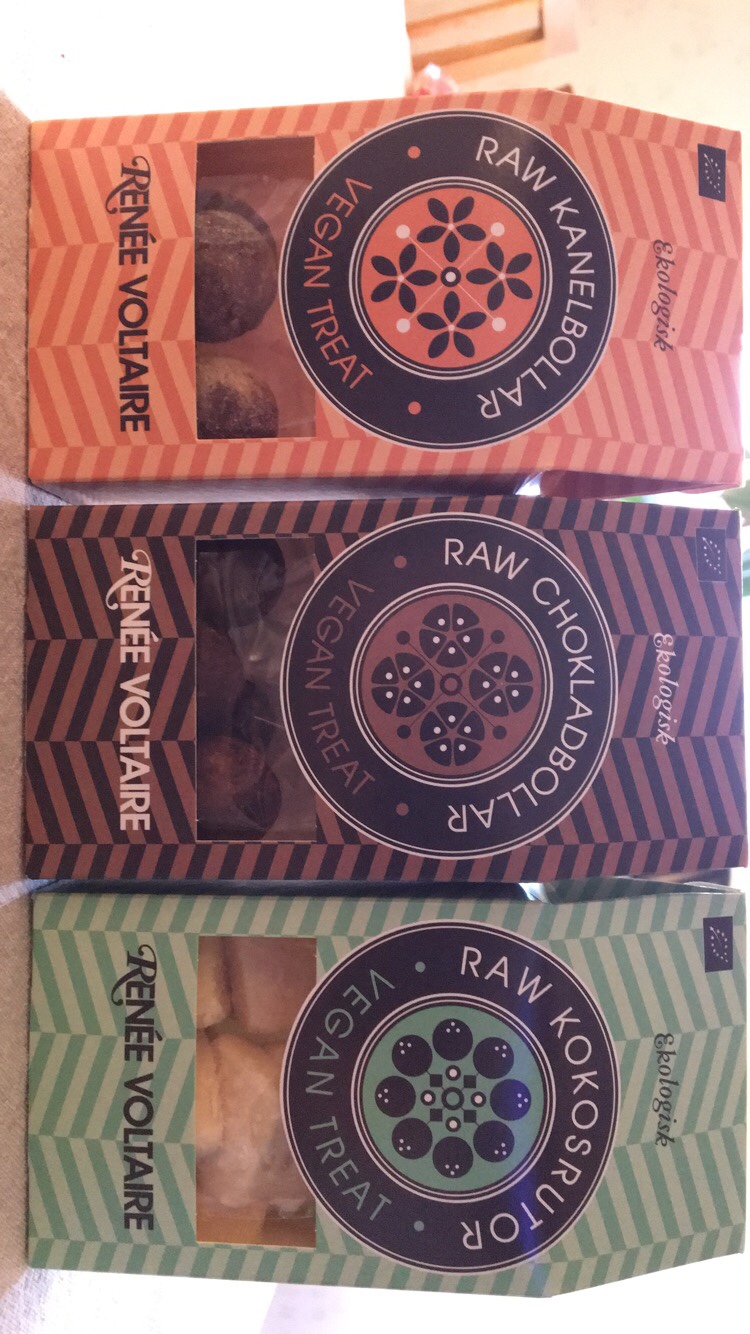 Ekologisk
RAW KANELBOLLAR
VEGAN TREAT
RENÉE VOLTAIRE
Ekologisk
RAW CHOKLADBOLLAR
VEGAN TREAT
RENÉE VOLTAIRE
Ekologisk
RAW KOKOSRUTOR
VEGAN TREAT
RENÉE VOLTAIRE